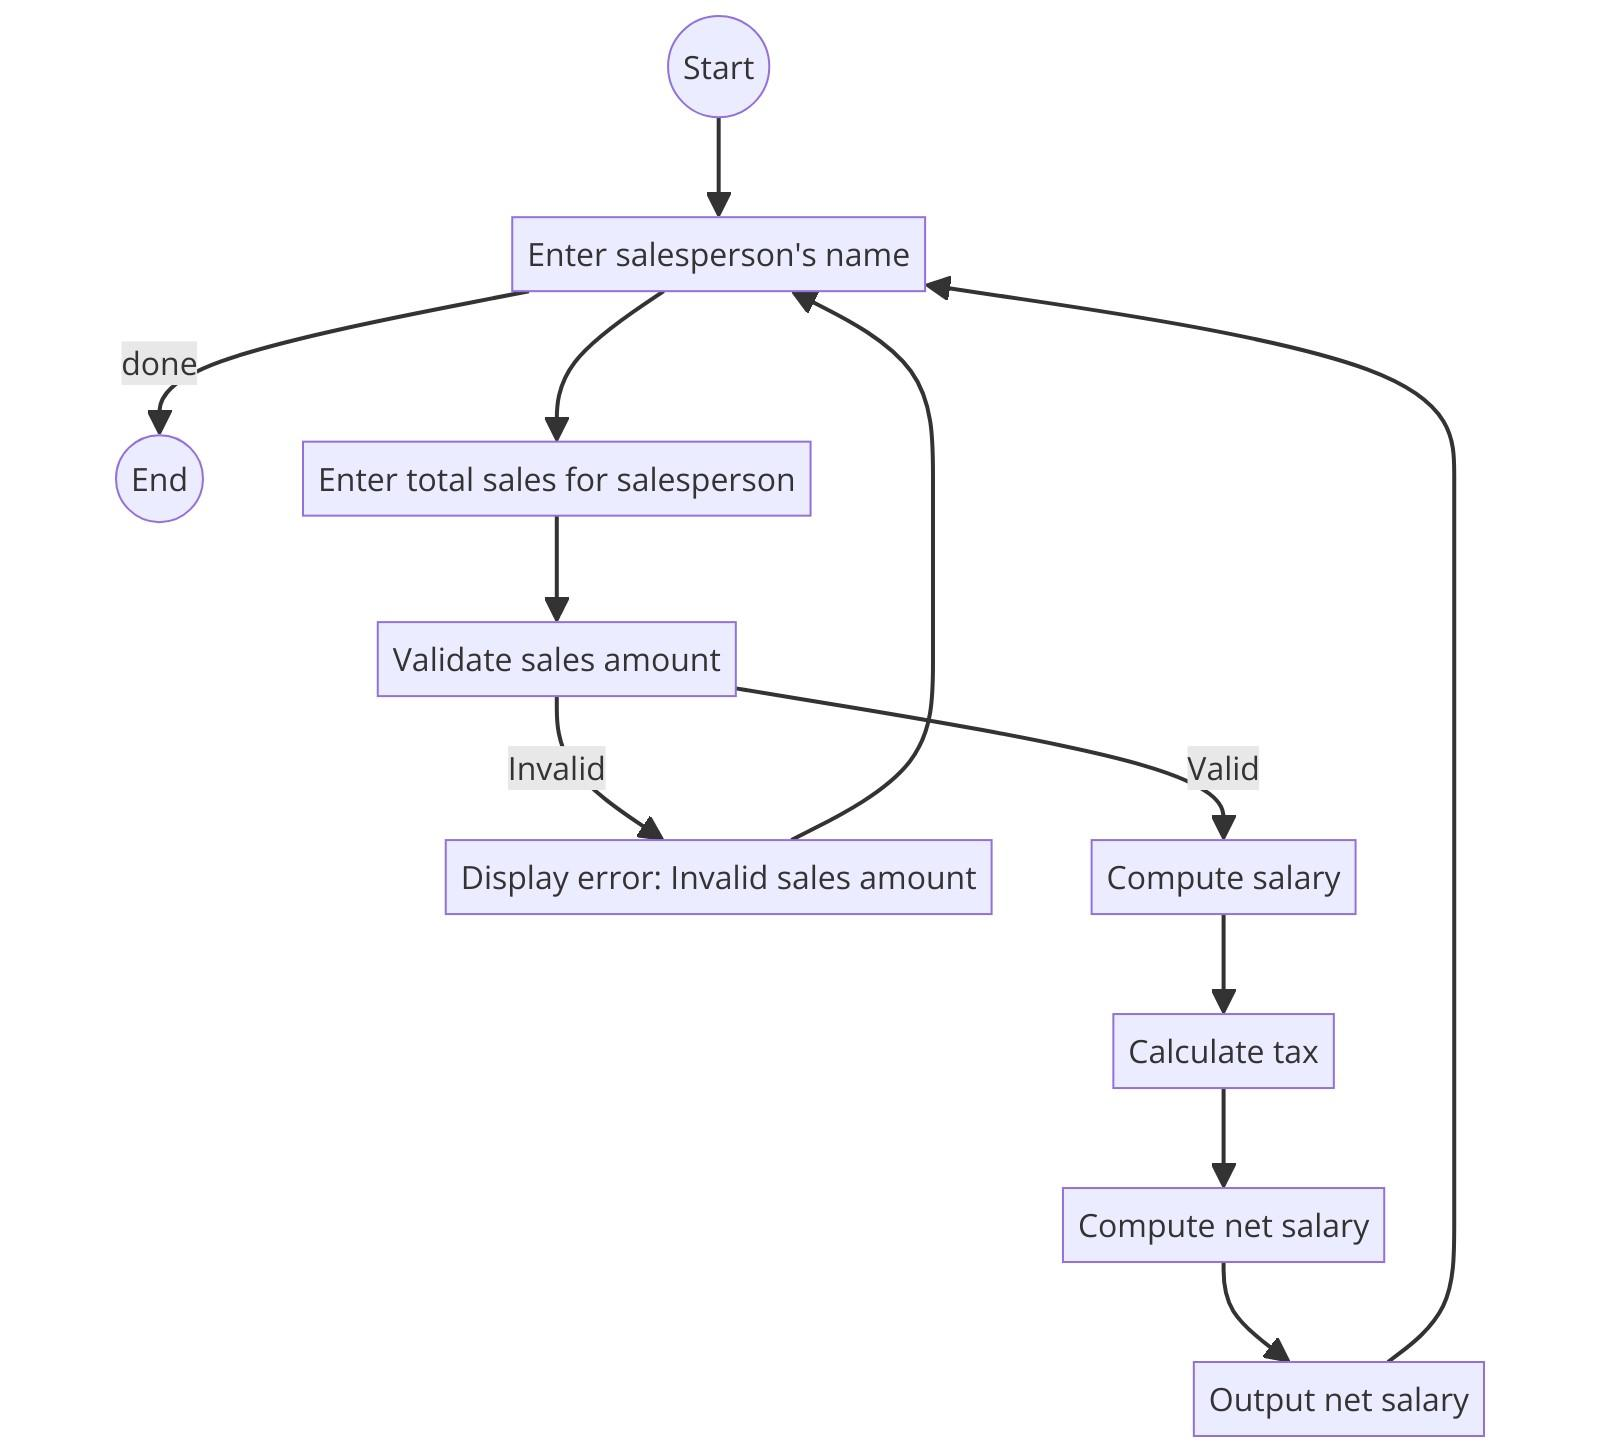 Start
Enter salesperson's name
done
End
Enter total sales for salesperson
Validate sales amount
Invalid
Valid
Display error: Invalid sales amount
Compute salary
Calculate tax
Compute net salary
Output net salary